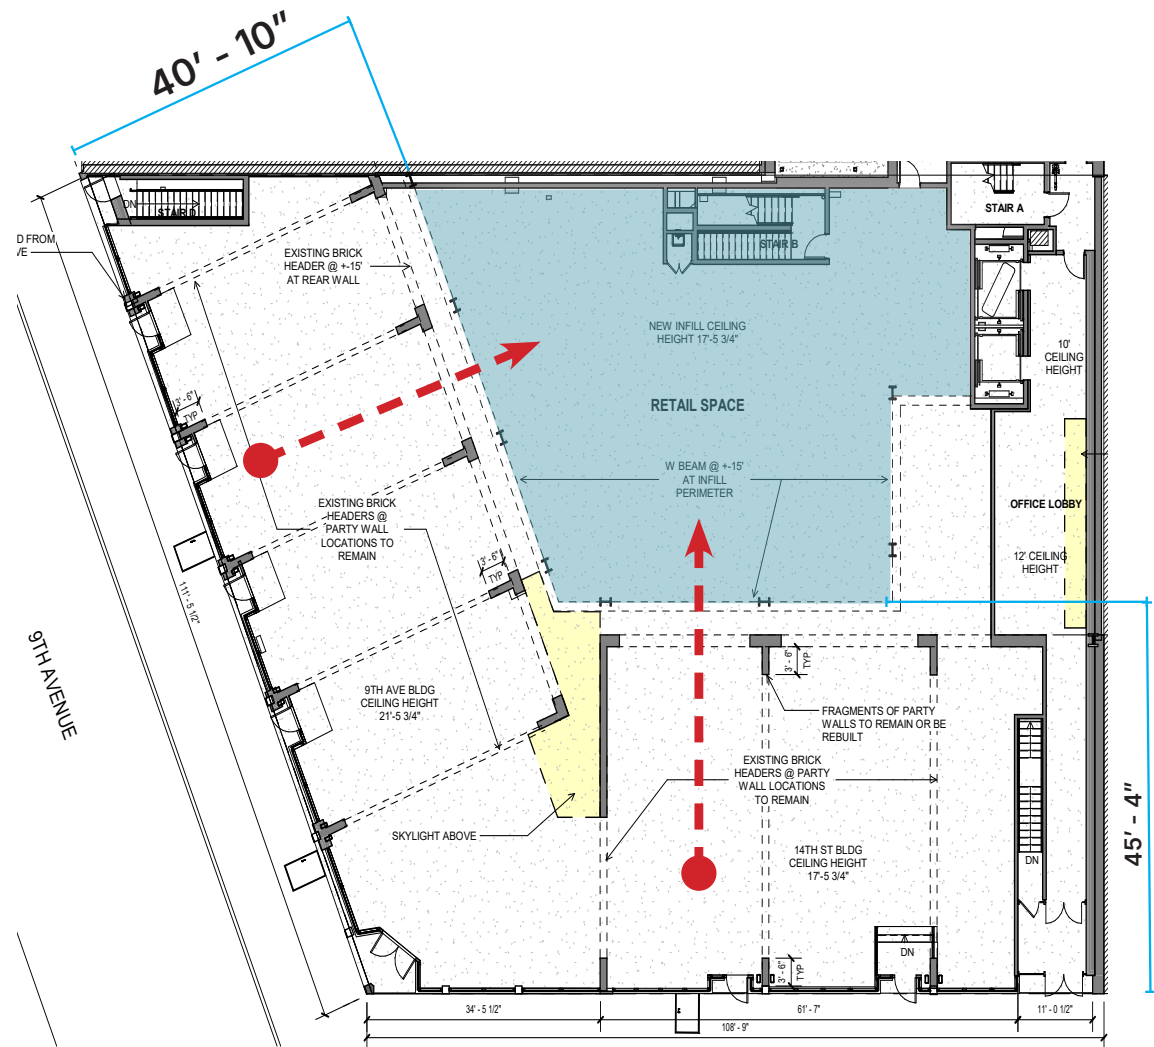 40' - 10"
DN
STAIR D
D FROM
VE
EXISTING BRICK
HEADER @ +-15'
AT REAR WALL
STAIR B
STAIR A
NEW INFILL CEILING
HEIGHT 17'-5 3/4"
10'
CEILING
HEIGHT
3' - 6"
TYP
RETAIL SPACE
W BEAM @ +-15'
AT INFILL
PERIMETER
EXISTING BRICK
HEADERS @
PARTY WALL
LOCATIONS TO
REMAIN
OFFICE LOBBY
12' CEILING
HEIGHT
3' - 6"
TYP
111' - 5 1/2"
9TH AVENUE
3' - 6"
TYP
9TH AVE BLDG
CEILING HEIGHT
21'-5 3/4"
FRAGMENTS OF PARTY
WALLS TO REMAIN OR BE
REBUILT
EXISTING BRICK
HEADERS @ PARTY
WALL LOCATIONS
TO REMAIN
SKYLIGHT ABOVE
14TH ST BLDG
CEILING HEIGHT
17'-5 3/4"
DN
45' - 4"
DN
3' - 6"
TYP
34' - 5 1/2"
61' - 7"
11' - 0 1/2"
108' - 9"